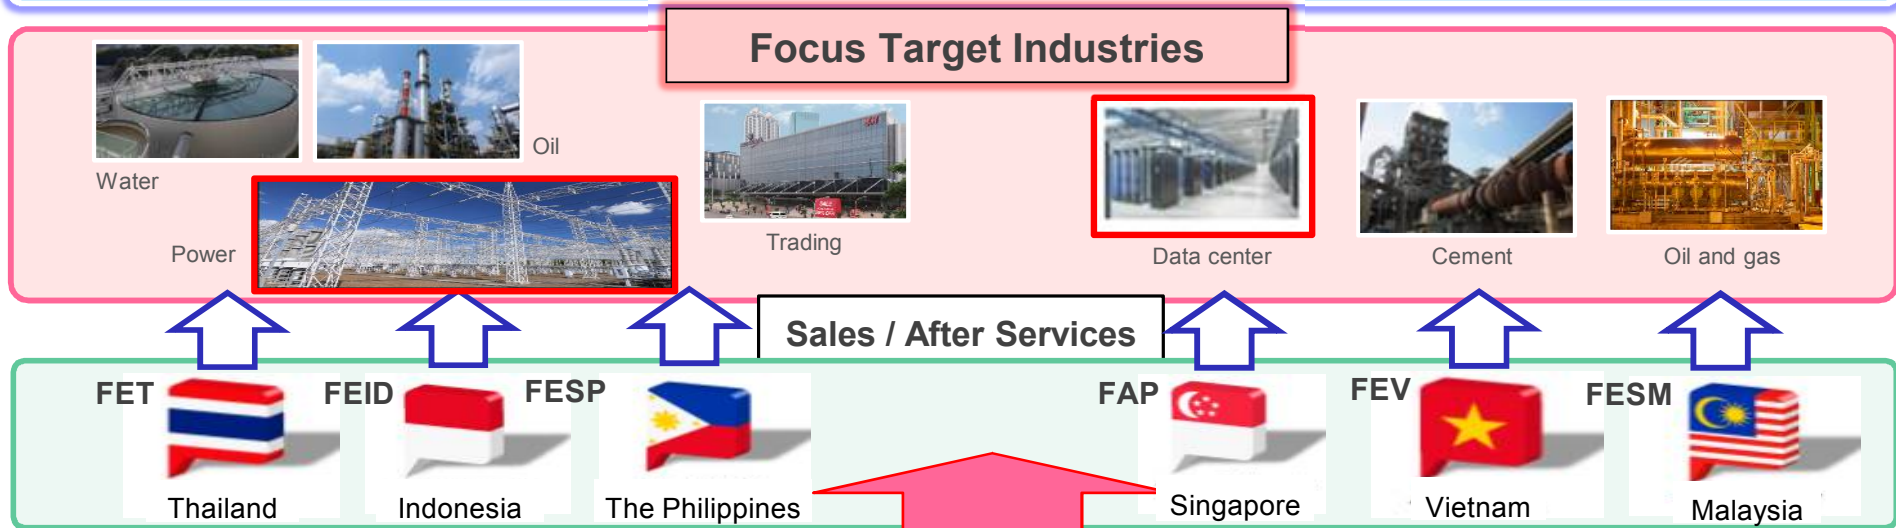 Focus Target Industries
Water
Oil
Power
Trading
Data center
Cement
Oil and gas
Sales / After Services
FET
Thailand
FEID
Indonesia
FESP
The Philippines
FAP
Singapore
FEV
Vietnam
FESM
Malaysia